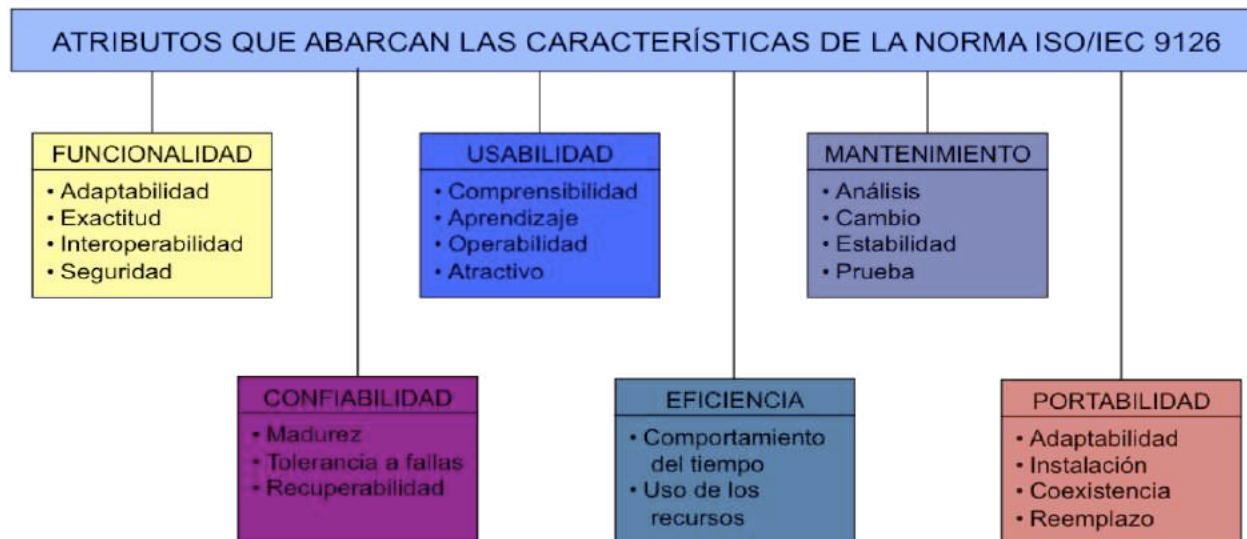 ATRIBUTOS QUE ABARCAN LAS CARACTERÍSTICAS DE LA NORMA ISO/IEC 9126
FUNCIONALIDAD
• Adaptabilidad
• Exactitud
• Interoperabilidad
• Seguridad
USABILIDAD
• Comprensibilidad
• Aprendizaje
• Operabilidad
• Atractivo
MANTENIMIENTO
• Análisis
• Cambio
• Estabilidad
• Prueba
CONFIABILIDAD
• Madurez
• Tolerancia a fallas
• Recuperabilidad
EFICIENCIA
• Comportamiento
del tiempo
• Uso de los
recursos
PORTABILIDAD
• Adaptabilidad
• Instalación
• Coexistencia
• Reemplazo